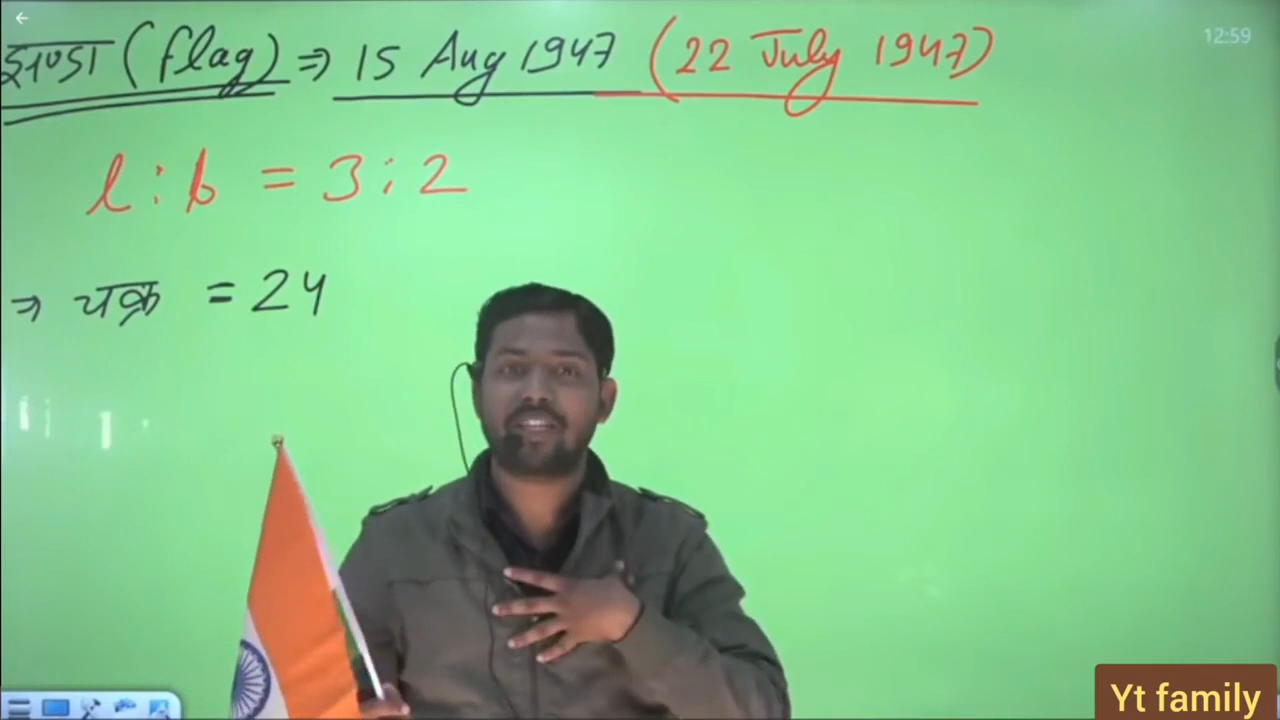 झण्डा (flag) ⇒ 15 Aug 1947 (22 July 1947)
12:59
l : b = 3 : 2
⇒ चक्र = 24
Yt family